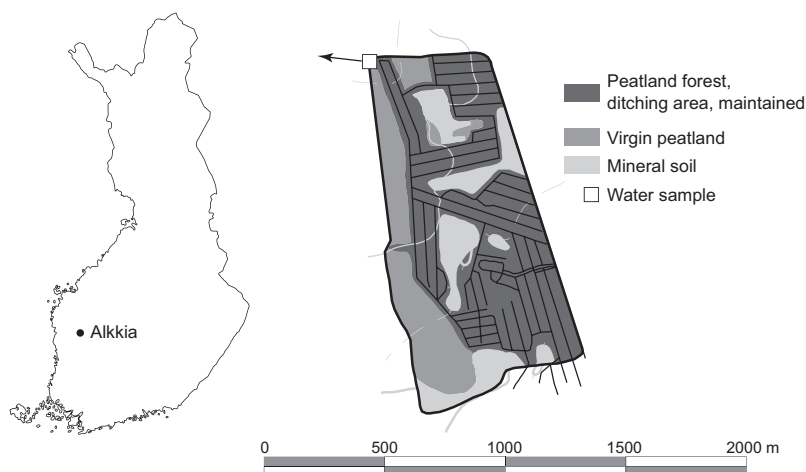 Peatland forest,
ditching area, maintained
Virgin peatland
Mineral soil
Water sample
Alkkia
0 500 1000 1500 2000 m